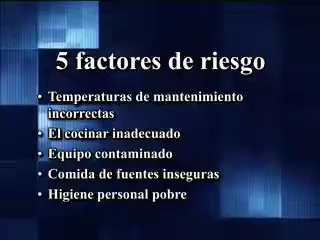 5 factores de riesgo
• Temperaturas de mantenimiento
incorrectas
• El cocinar inadecuado
• Equipo contaminado
• Comida de fuentes inseguras
• Higiene personal pobre